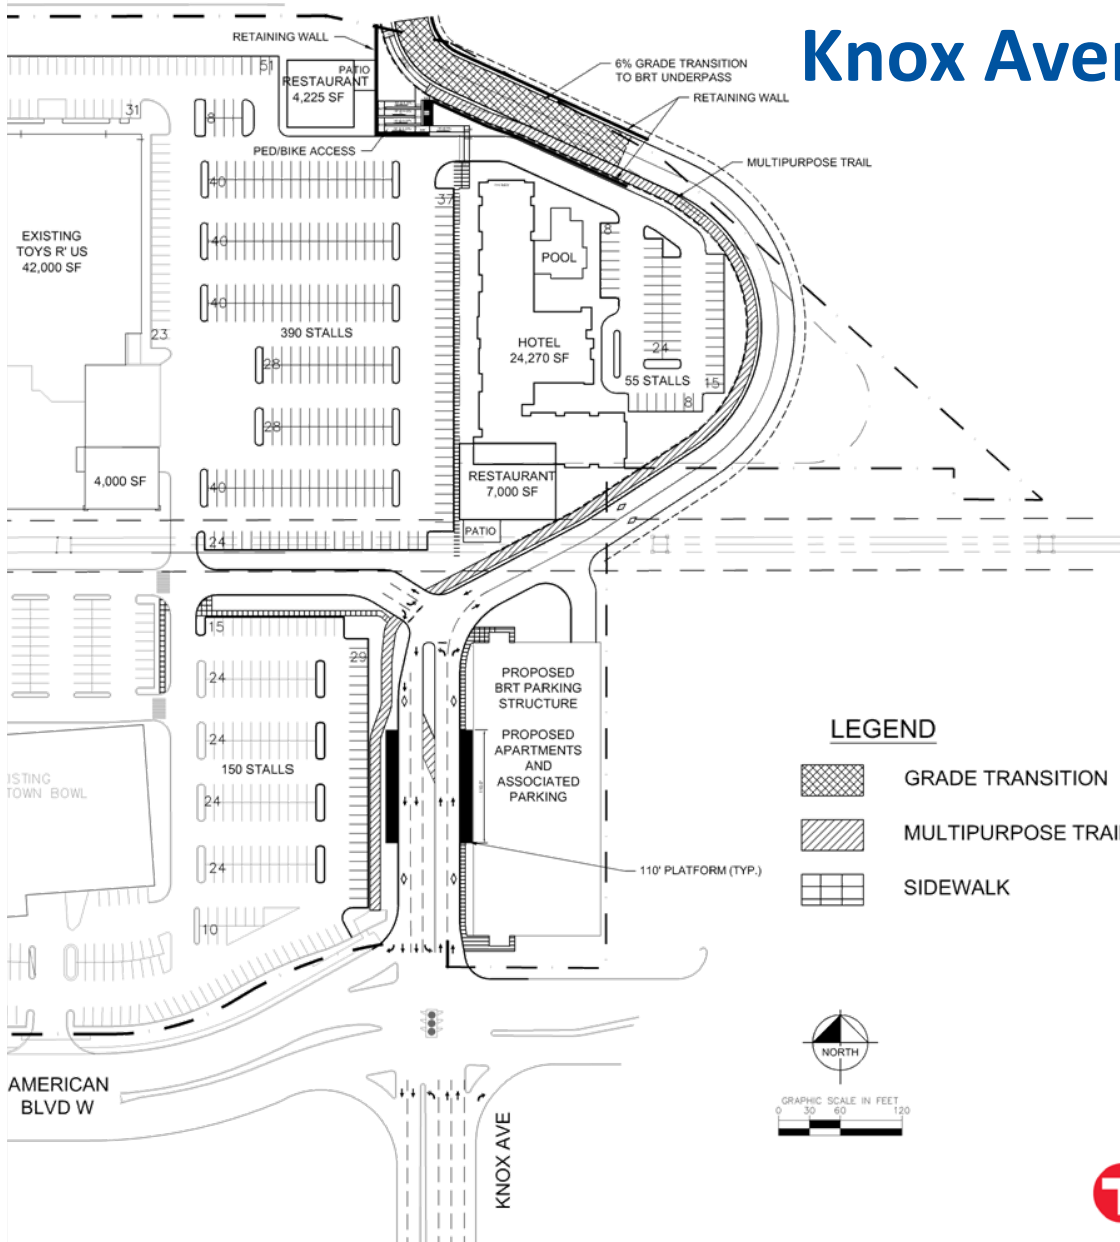 Knox Aver
RETAINING WALL
6% GRADE TRANSITION
TO BRT UNDERPASS
RETAINING WALL
51
PATIO
RESTAURANT
4,225 SF
31
8
PED/BIKE ACCESS
MULTIPURPOSE TRAIL
40
37
EXISTING
TOYS R' US
42,000 SF
40
8
POOL
40
23
390 STALLS
HOTEL
24,270 SF
24
28
55 STALLS
15
8
28
4,000 SF
40
RESTAURANT
7,000 SF
PATIO
24
15
29
24
PROPOSED
BRT PARKING
STRUCTURE
PROPOSED
APARTMENTS
AND
ASSOCIATED
PARKING
24
150 STALLS
ISTING
TOWN BOWL
24
24
10
110' PLATFORM (TYP.)
LEGEND
GRADE TRANSITION
MULTIPURPOSE TRAI
SIDEWALK
NORTH
GRAPHIC SCALE IN FEET
0 30 60 120
AMERICAN
BLVD W
KNOX AVE
T